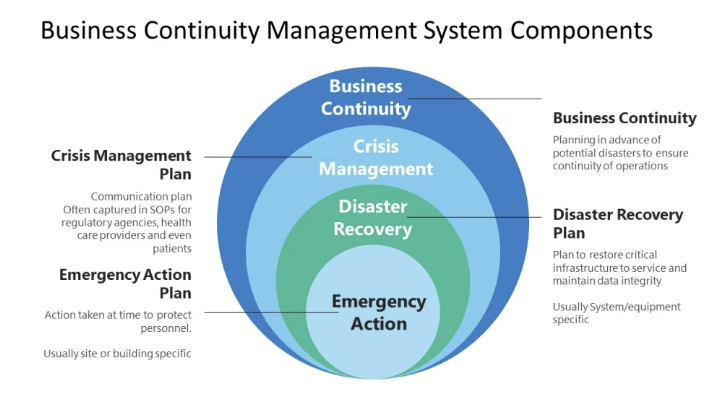 Business Continuity Management System Components
Business
Continuity
Crisis
Management
Disaster
Recovery
Emergency
Action
Crisis Management
Plan
Communication plan
Often captured in SOPs for
regulatory agencies, health
care providers and even
patients
Emergency Action
Plan
Action taken at time to protect
personnel.
Usually site or building specific
Business Continuity
Planning in advance of
potential disasters to ensure
continuity of operations
Disaster Recovery
Plan
Plan to restore critical
infrastructure to service and
maintain data integrity
Usually System/equipment
specific